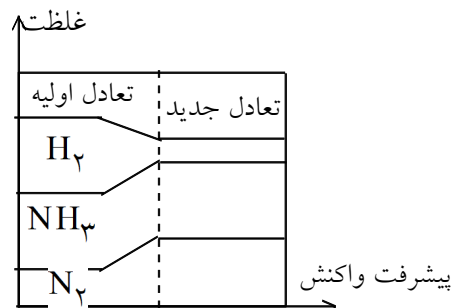 غلظت
تعادل اولیه
تعادل جدید
H۲
NH۳
N۲
پیشرفت واکنش